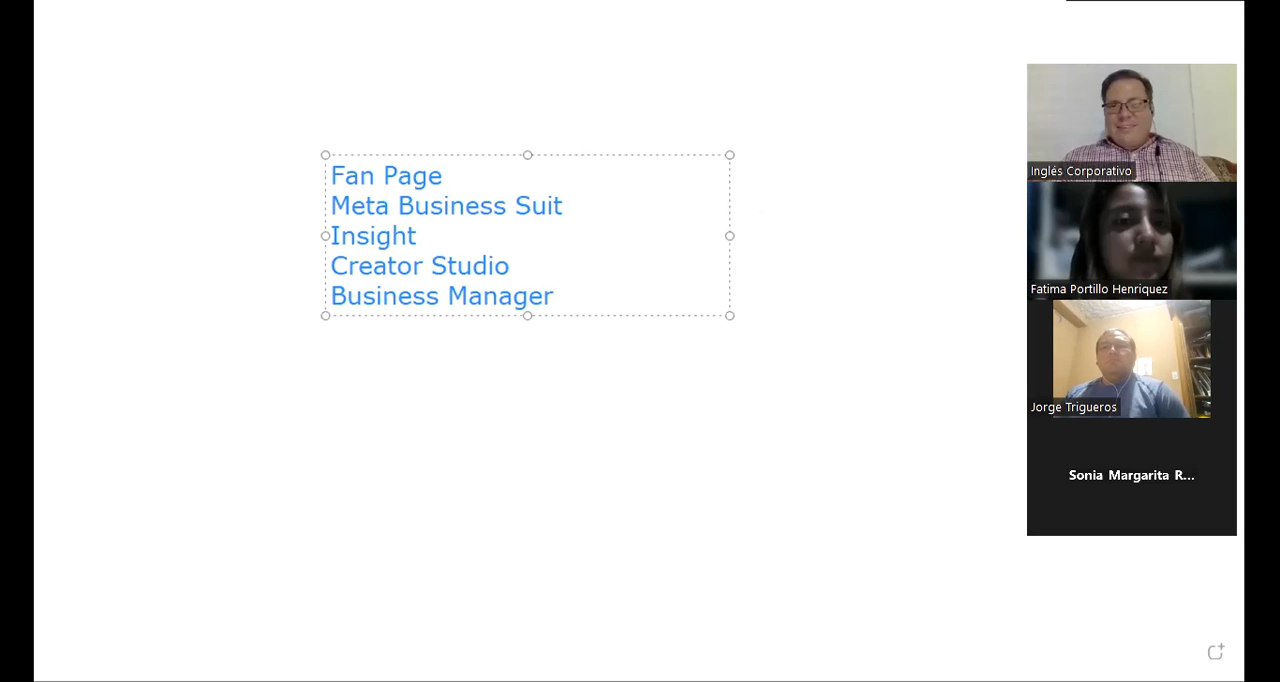 Fan Page
Meta Business Suit
Insight
Creator Studio
Business Manager
Inglés Corporativo
Fatima Portillo Henriquez
Jorge Trigueros
Sonia Margarita R...